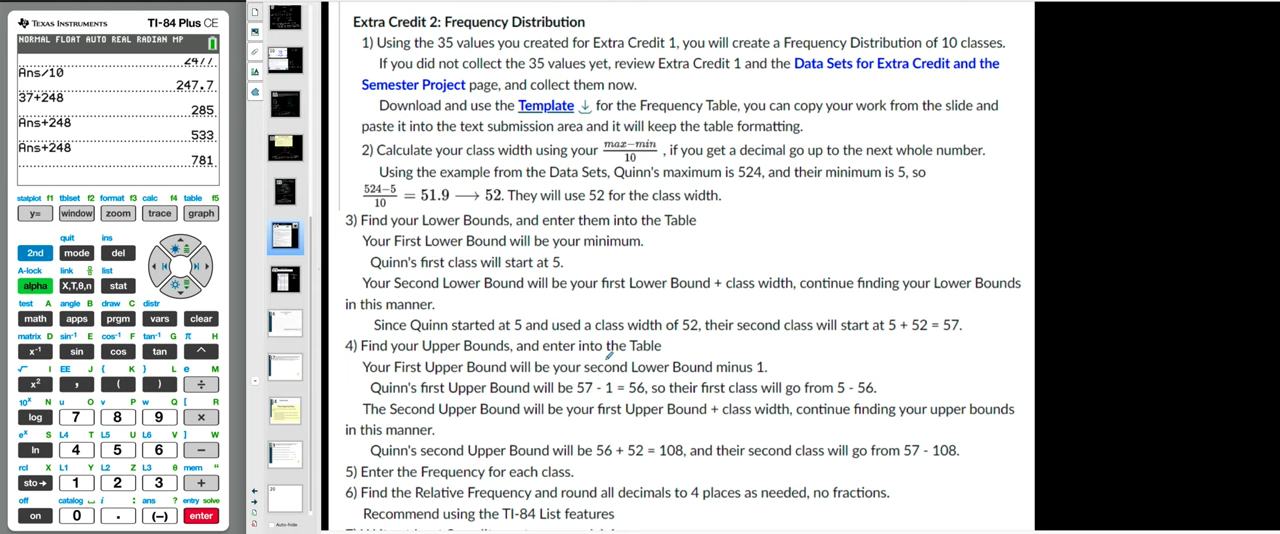 TEXAS INSTRUMENTS TI-84 Plus CE
NORMAL FLOAT AUTO REAL RADIAN MP
2477
Ans/10
247.7
37+248
285
Ans+248
533
Ans+248
781
statplot f1 tblset f2 format f3 calc f4 table f5
y= window zoom trace graph
quit ins
2nd mode del
A-lock link list
alpha X,T,θ,n stat
test A angle B draw C distr
math apps prgm vars clear
matrix D sin⁻¹ E cos⁻¹ F tan⁻¹ G π H
x⁻¹ sin cos tan ^
√ I EE J { K } L e M
x² , ( ) ÷
10ˣ N u O v P w Q [ R
log 7 8 9 ×
eˣ S L4 T L5 U L6 V ] W
ln 4 5 6 −
rcl X L1 Y L2 Z L3 θ mem "
sto→ 1 2 3 +
off catalog ⎵ i : ans ? entry solve
on 0 . (−) enter
Auto-hide
Extra Credit 2: Frequency Distribution
1) Using the 35 values you created for Extra Credit 1, you will create a Frequency Distribution of 10 classes.
If you did not collect the 35 values yet, review Extra Credit 1 and the Data Sets for Extra Credit and the
Semester Project page, and collect them now.
Download and use the Template ↓ for the Frequency Table, you can copy your work from the slide and
paste it into the text submission area and it will keep the table formatting.
2) Calculate your class width using your max−min/10 , if you get a decimal go up to the next whole number.
Using the example from the Data Sets, Quinn's maximum is 524, and their minimum is 5, so
524−5/10 = 51.9 ⟶ 52. They will use 52 for the class width.
3) Find your Lower Bounds, and enter them into the Table
Your First Lower Bound will be your minimum.
Quinn's first class will start at 5.
Your Second Lower Bound will be your first Lower Bound + class width, continue finding your Lower Bounds
in this manner.
Since Quinn started at 5 and used a class width of 52, their second class will start at 5 + 52 = 57.
4) Find your Upper Bounds, and enter into the Table
Your First Upper Bound will be your second Lower Bound minus 1.
Quinn's first Upper Bound will be 57 - 1 = 56, so their first class will go from 5 - 56.
The Second Upper Bound will be your first Upper Bound + class width, continue finding your upper bounds
in this manner.
Quinn's second Upper Bound will be 56 + 52 = 108, and their second class will go from 57 - 108.
5) Enter the Frequency for each class.
6) Find the Relative Frequency and round all decimals to 4 places as needed, no fractions.
Recommend using the TI-84 List features